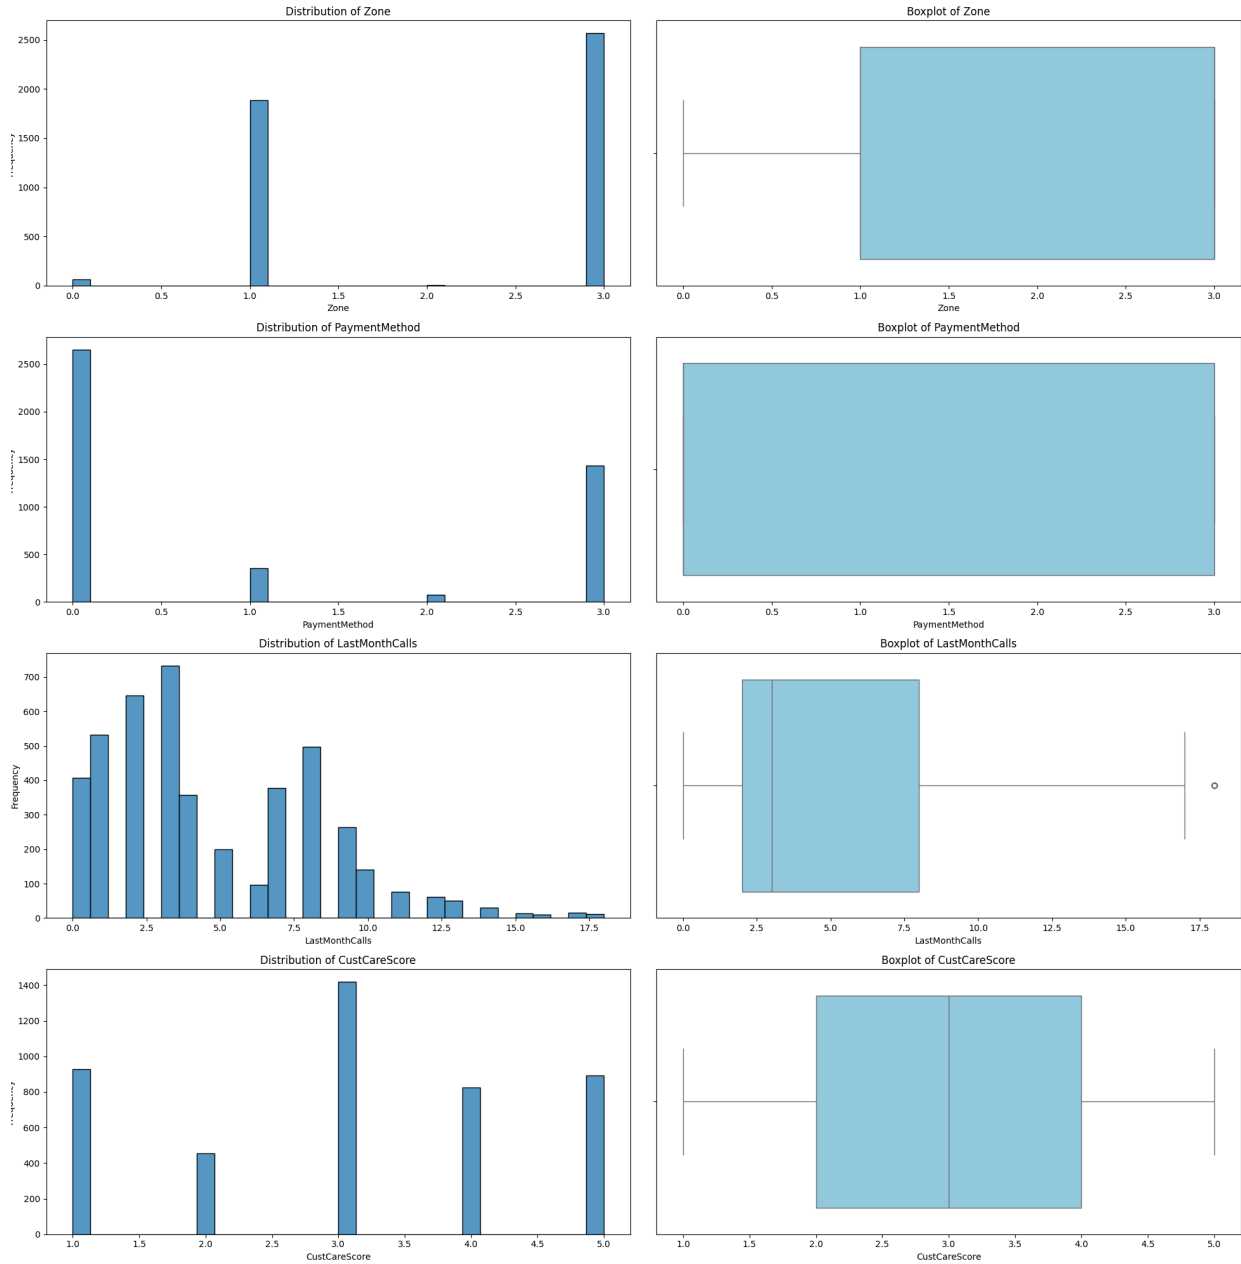 Distribution of Zone
2500
2000
1500
1000
500
0
0.0 0.5 1.0 1.5 2.0 2.5 3.0
Zone
Boxplot of Zone
0.0 0.5 1.0 1.5 2.0 2.5 3.0
Zone
Distribution of PaymentMethod
2500
2000
1500
1000
500
0
0.0 0.5 1.0 1.5 2.0 2.5 3.0
PaymentMethod
Boxplot of PaymentMethod
0.0 0.5 1.0 1.5 2.0 2.5 3.0
PaymentMethod
Distribution of LastMonthCalls
Frequency
700
600
500
400
300
200
100
0
0.0 2.5 5.0 7.5 10.0 12.5 15.0 17.5
LastMonthCalls
Boxplot of LastMonthCalls
0.0 2.5 5.0 7.5 10.0 12.5 15.0 17.5
LastMonthCalls
Distribution of CustCareScore
1400
1200
1000
800
600
400
200
0
1.0 1.5 2.0 2.5 3.0 3.5 4.0 4.5 5.0
CustCareScore
Boxplot of CustCareScore
1.0 1.5 2.0 2.5 3.0 3.5 4.0 4.5 5.0
CustCareScore